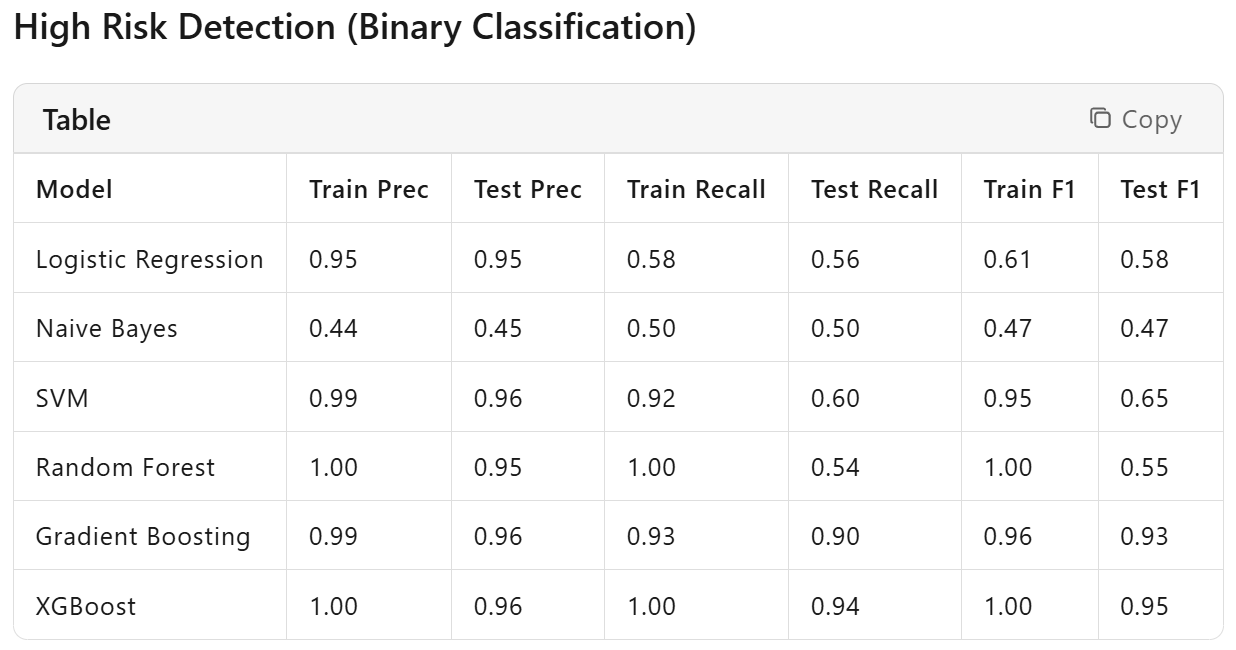 High Risk Detection (Binary Classification)
Table Copy
Model Train Prec Test Prec Train Recall Test Recall Train F1 Test F1
Logistic Regression 0.95 0.95 0.58 0.56 0.61 0.58
Naive Bayes 0.44 0.45 0.50 0.50 0.47 0.47
SVM 0.99 0.96 0.92 0.60 0.95 0.65
Random Forest 1.00 0.95 1.00 0.54 1.00 0.55
Gradient Boosting 0.99 0.96 0.93 0.90 0.96 0.93
XGBoost 1.00 0.96 1.00 0.94 1.00 0.95